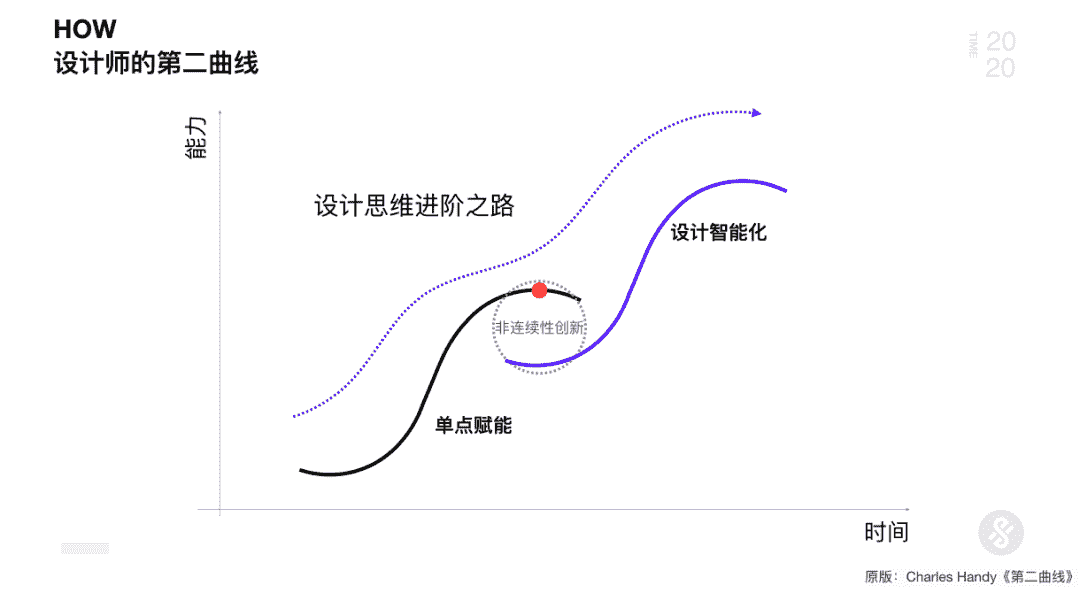 HOW
设计师的第二曲线
TIME
20
20
能力
设计思维进阶之路
设计智能化
非连续性创新
单点赋能
时间
原版：Charles Handy《第二曲线》